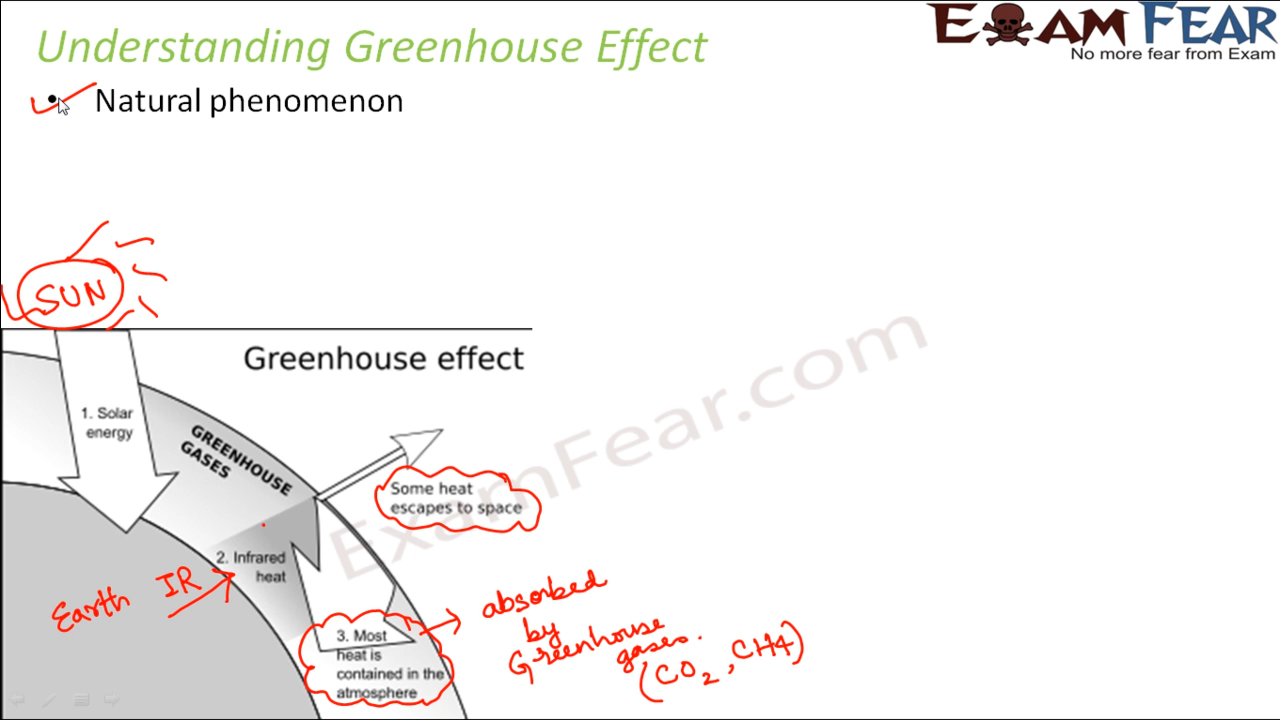 Understanding Greenhouse Effect
EXAM FEAR
No more fear from Exam
• Natural phenomenon
SUN
Greenhouse effect
1. Solar
energy
GREENHOUSE
GASES
Some heat
escapes to space
2. Infrared
heat
Earth IR
3. Most
heat is
contained in the
atmosphere
absorbed
by
Greenhouse
gases.
(CO2, CH4)
ExamFear.com